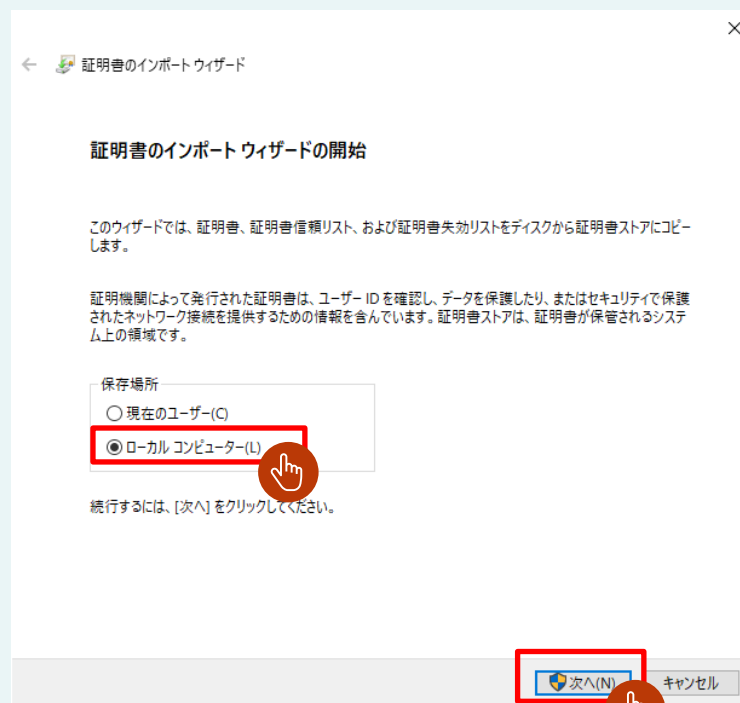 証明書のインポート ウィザード
証明書のインポート ウィザードの開始
このウィザードでは、証明書、証明書信頼リスト、および証明書失効リストをディスクから証明書ストアにコピー
します。
証明機関によって発行された証明書は、ユーザー ID を確認し、データを保護したり、またはセキュリティで保護
されたネットワーク接続を提供するための情報を含んでいます。証明書ストアは、証明書が保管されるシステ
ム上の領域です。
保存場所
現在のユーザー(C)
ローカル コンピューター(L)
続行するには、[次へ] をクリックしてください。
次へ(N)
キャンセル